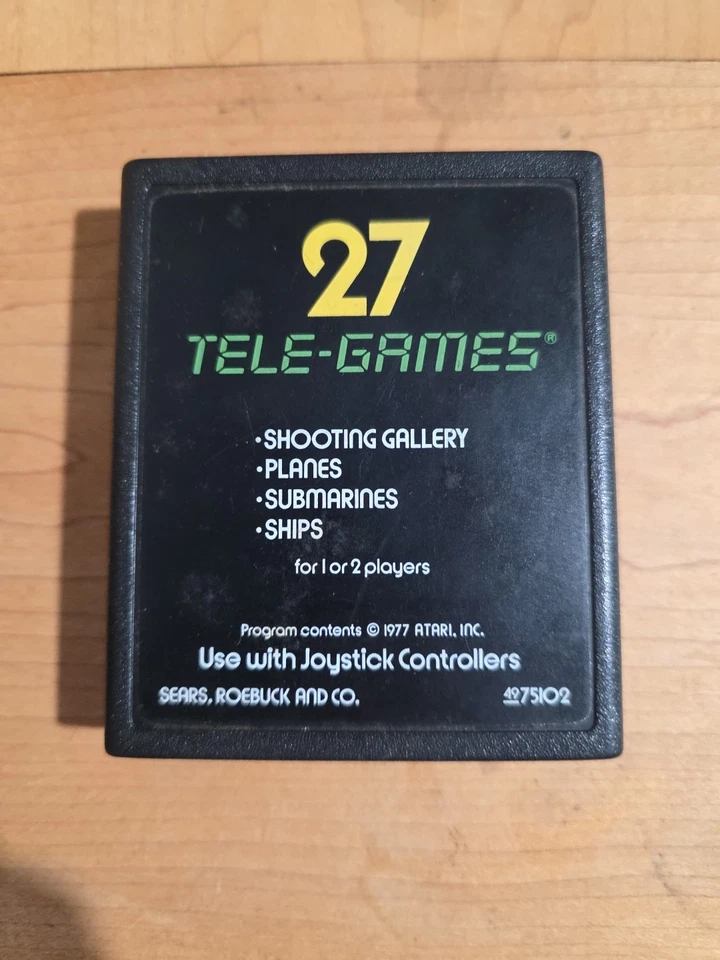 27
TELE-GAMES®
•SHOOTING GALLERY
•PLANES
•SUBMARINES
•SHIPS
for 1 or 2 players
Program contents © 1977 ATARI, INC.
Use with Joystick Controllers
SEARS, ROEBUCK AND CO. 4975102